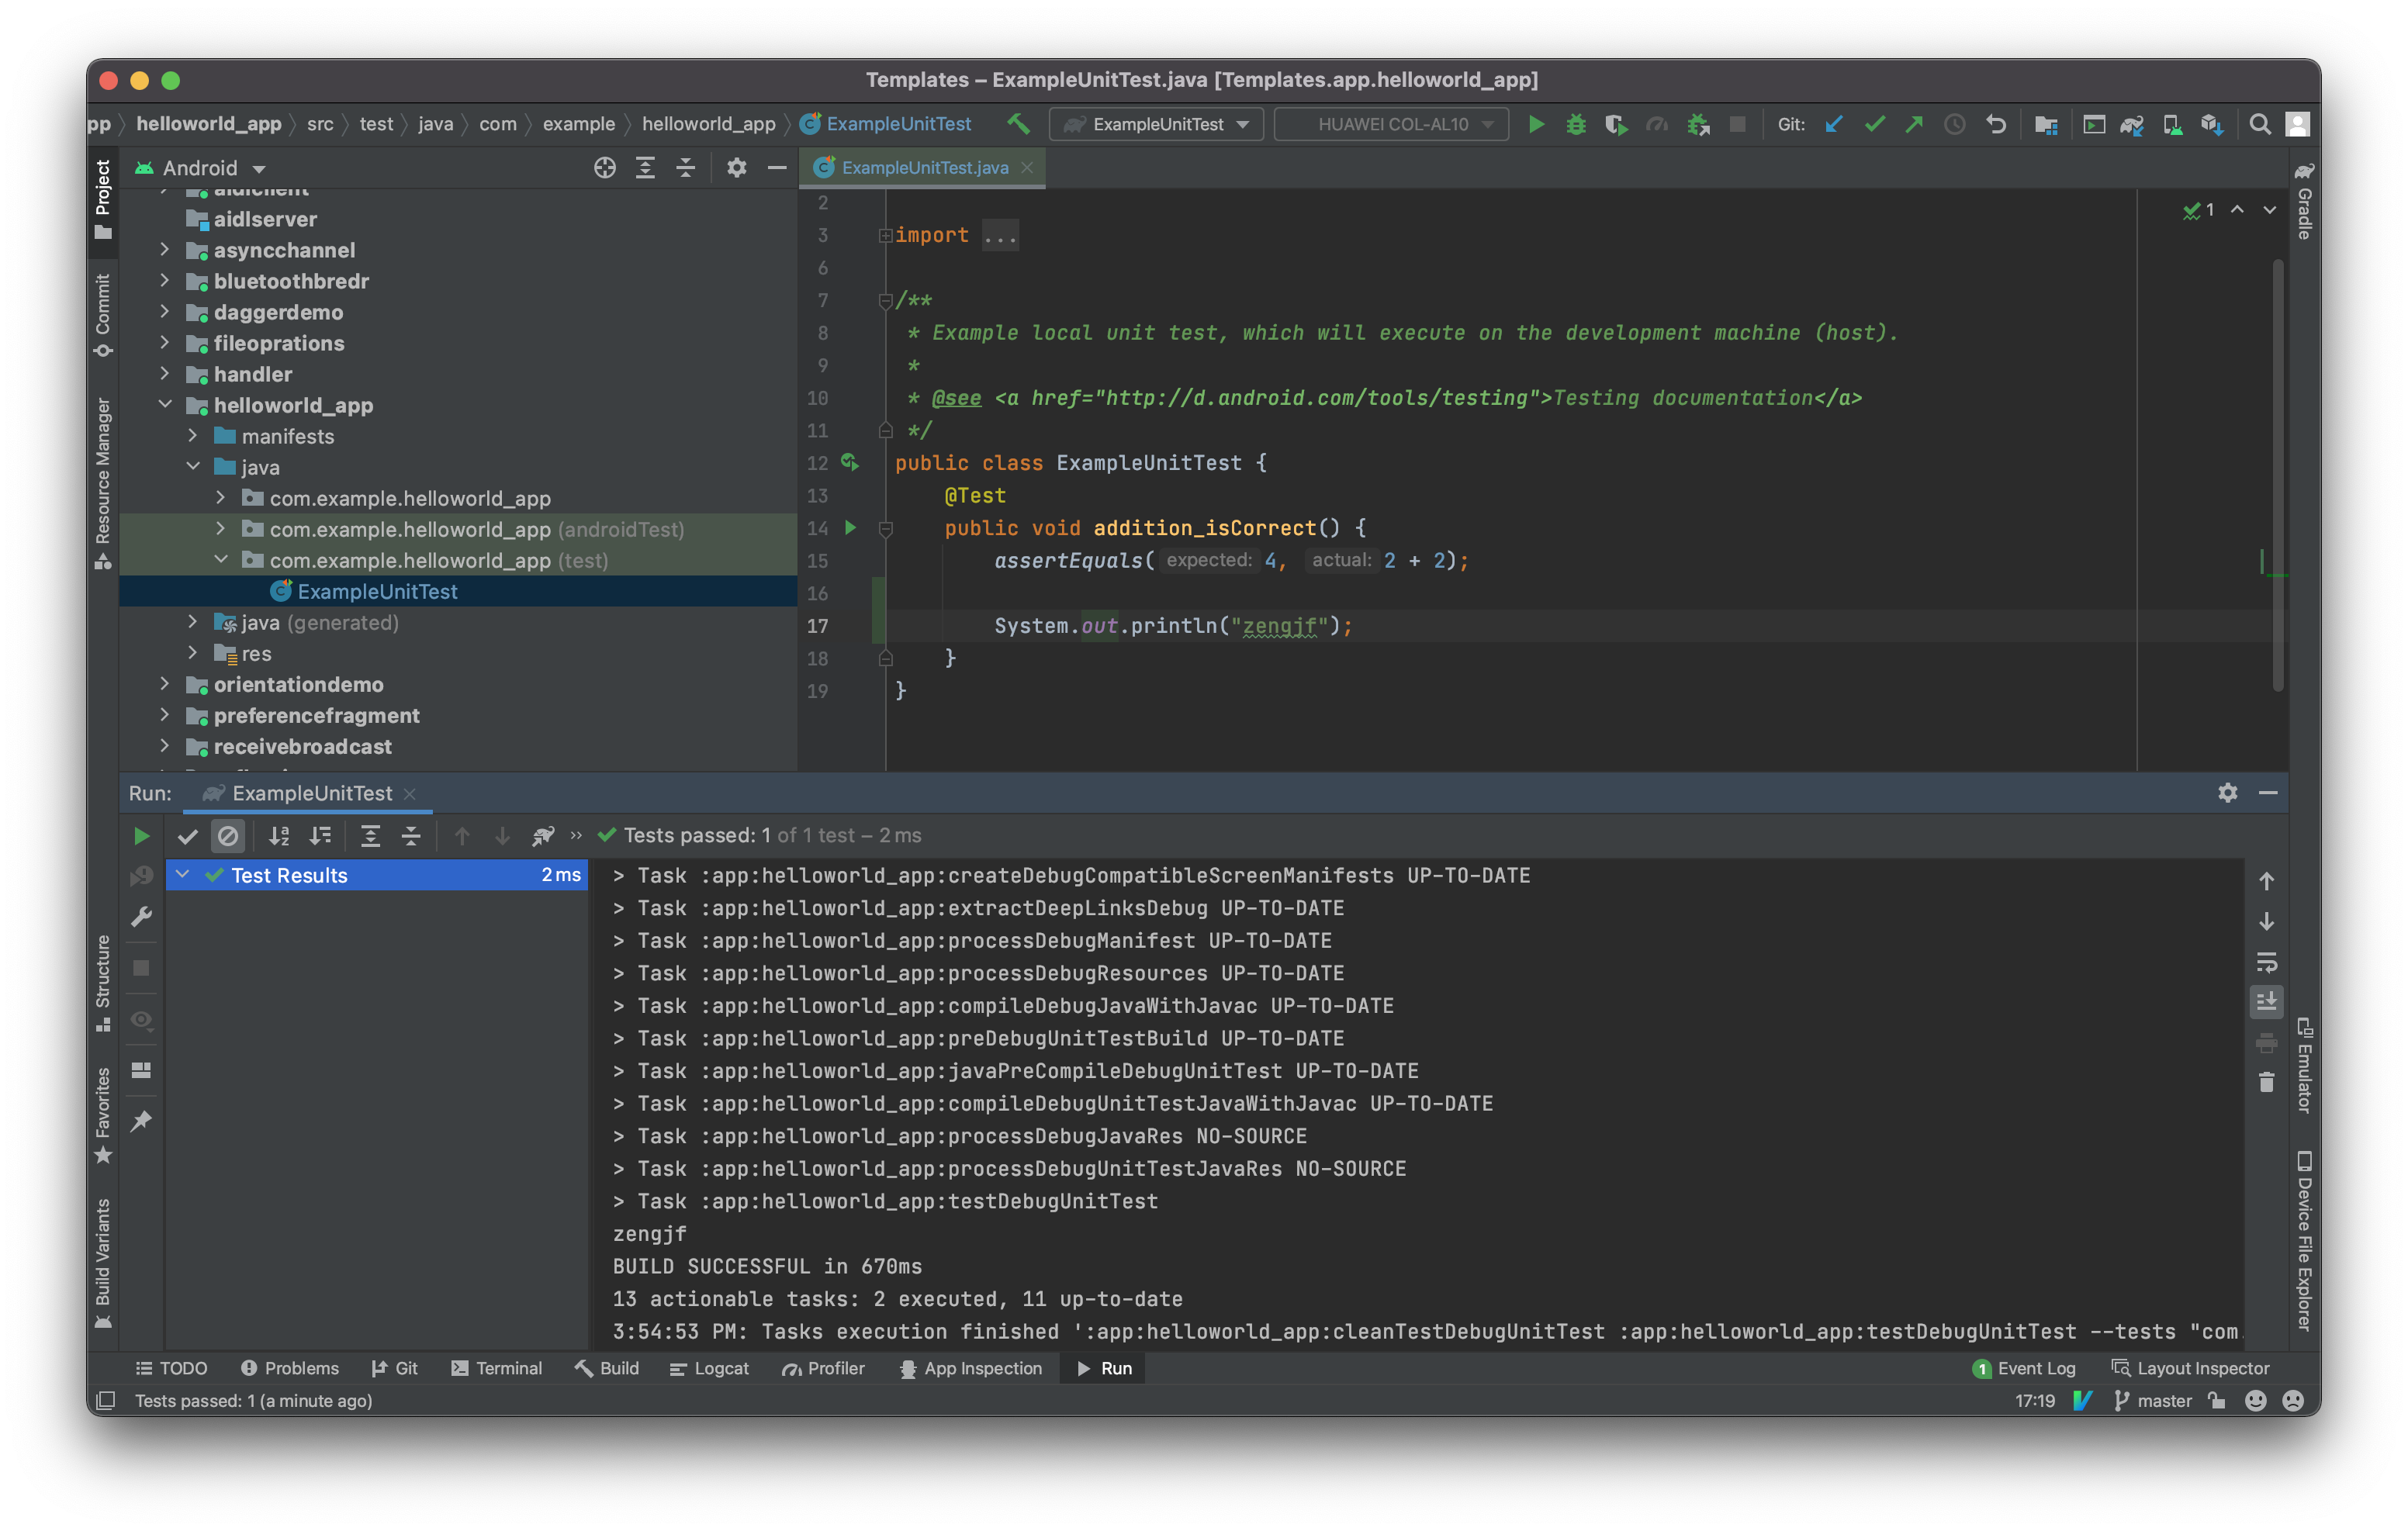 Templates – ExampleUnitTest.java [Templates.app.helloworld_app]
pp helloworld_app src test java com example helloworld_app ExampleUnitTest ExampleUnitTest HUAWEI COL-AL10 Git:
Project
Commit
Resource Manager
Structure
Favorites
Build Variants
Android
aidlclient
aidlserver
asyncchannel
bluetoothbredr
daggerdemo
fileoprations
handler
helloworld_app
manifests
java
com.example.helloworld_app
com.example.helloworld_app (androidTest)
com.example.helloworld_app (test)
ExampleUnitTest
java (generated)
res
orientationdemo
preferencefragment
receivebroadcast
ExampleUnitTest.java
1
2
3 import ...
6
7 /**
8 * Example local unit test, which will execute on the development machine (host).
9 *
10 * @see <a href="http://d.android.com/tools/testing">Testing documentation</a>
11 */
12 public class ExampleUnitTest {
13 @Test
14 public void addition_isCorrect() {
15 assertEquals( expected: 4, actual: 2 + 2);
16
17 System.out.println("zengjf");
18 }
19 }
Gradle
Emulator
Device File Explorer
Run: ExampleUnitTest
Tests passed: 1 of 1 test – 2 ms
Test Results 2 ms
> Task :app:helloworld_app:createDebugCompatibleScreenManifests UP-TO-DATE
> Task :app:helloworld_app:extractDeepLinksDebug UP-TO-DATE
> Task :app:helloworld_app:processDebugManifest UP-TO-DATE
> Task :app:helloworld_app:processDebugResources UP-TO-DATE
> Task :app:helloworld_app:compileDebugJavaWithJavac UP-TO-DATE
> Task :app:helloworld_app:preDebugUnitTestBuild UP-TO-DATE
> Task :app:helloworld_app:javaPreCompileDebugUnitTest UP-TO-DATE
> Task :app:helloworld_app:compileDebugUnitTestJavaWithJavac UP-TO-DATE
> Task :app:helloworld_app:processDebugJavaRes NO-SOURCE
> Task :app:helloworld_app:processDebugUnitTestJavaRes NO-SOURCE
> Task :app:helloworld_app:testDebugUnitTest
zengjf
BUILD SUCCESSFUL in 670ms
13 actionable tasks: 2 executed, 11 up-to-date
3:54:53 PM: Tasks execution finished ':app:helloworld_app:cleanTestDebugUnitTest :app:helloworld_app:testDebugUnitTest --tests "com.
TODO Problems Git Terminal Build Logcat Profiler App Inspection Run 1 Event Log Layout Inspector
Tests passed: 1 (a minute ago) 17:19 master